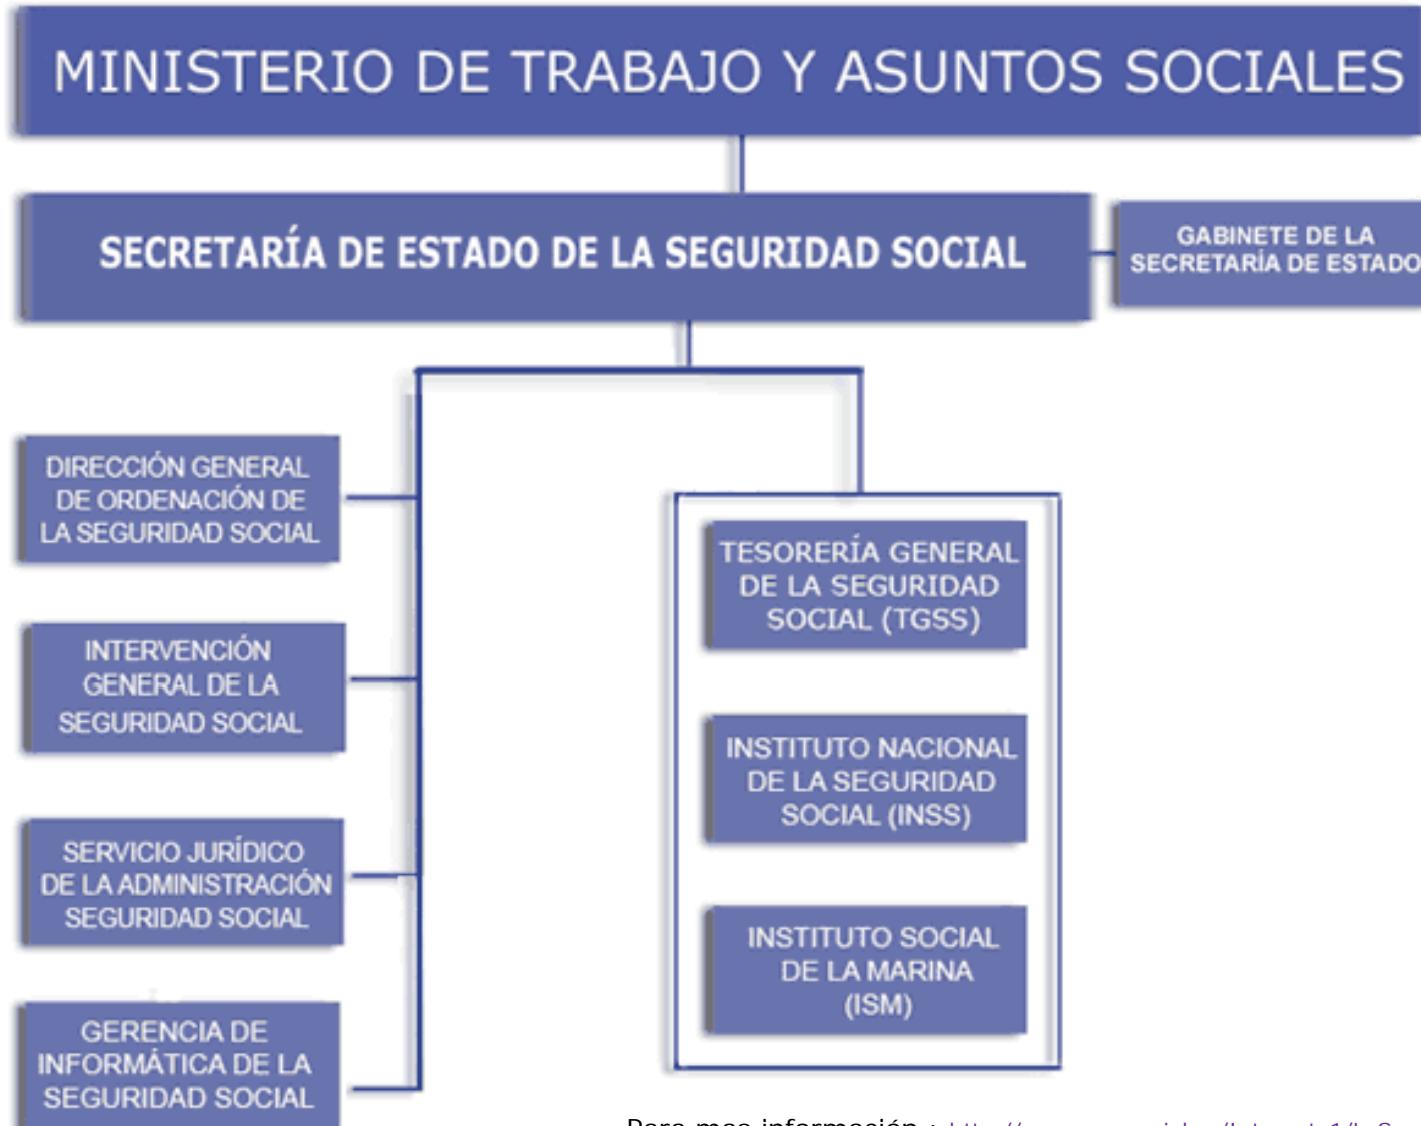 MINISTERIO DE TRABAJO Y ASUNTOS SOCIALES
SECRETARÍA DE ESTADO DE LA SEGURIDAD SOCIAL
GABINETE DE LA
SECRETARÍA DE ESTADO
DIRECCIÓN GENERAL
DE ORDENACIÓN DE
LA SEGURIDAD SOCIAL
INTERVENCIÓN
GENERAL DE LA
SEGURIDAD SOCIAL
SERVICIO JURÍDICO
DE LA ADMINISTRACIÓN
SEGURIDAD SOCIAL
GERENCIA DE
INFORMÁTICA DE LA
SEGURIDAD SOCIAL
TESORERÍA GENERAL
DE LA SEGURIDAD
SOCIAL (TGSS)
INSTITUTO NACIONAL
DE LA SEGURIDAD
SOCIAL (INSS)
INSTITUTO SOCIAL
DE LA MARINA
(ISM)
Para mas información :